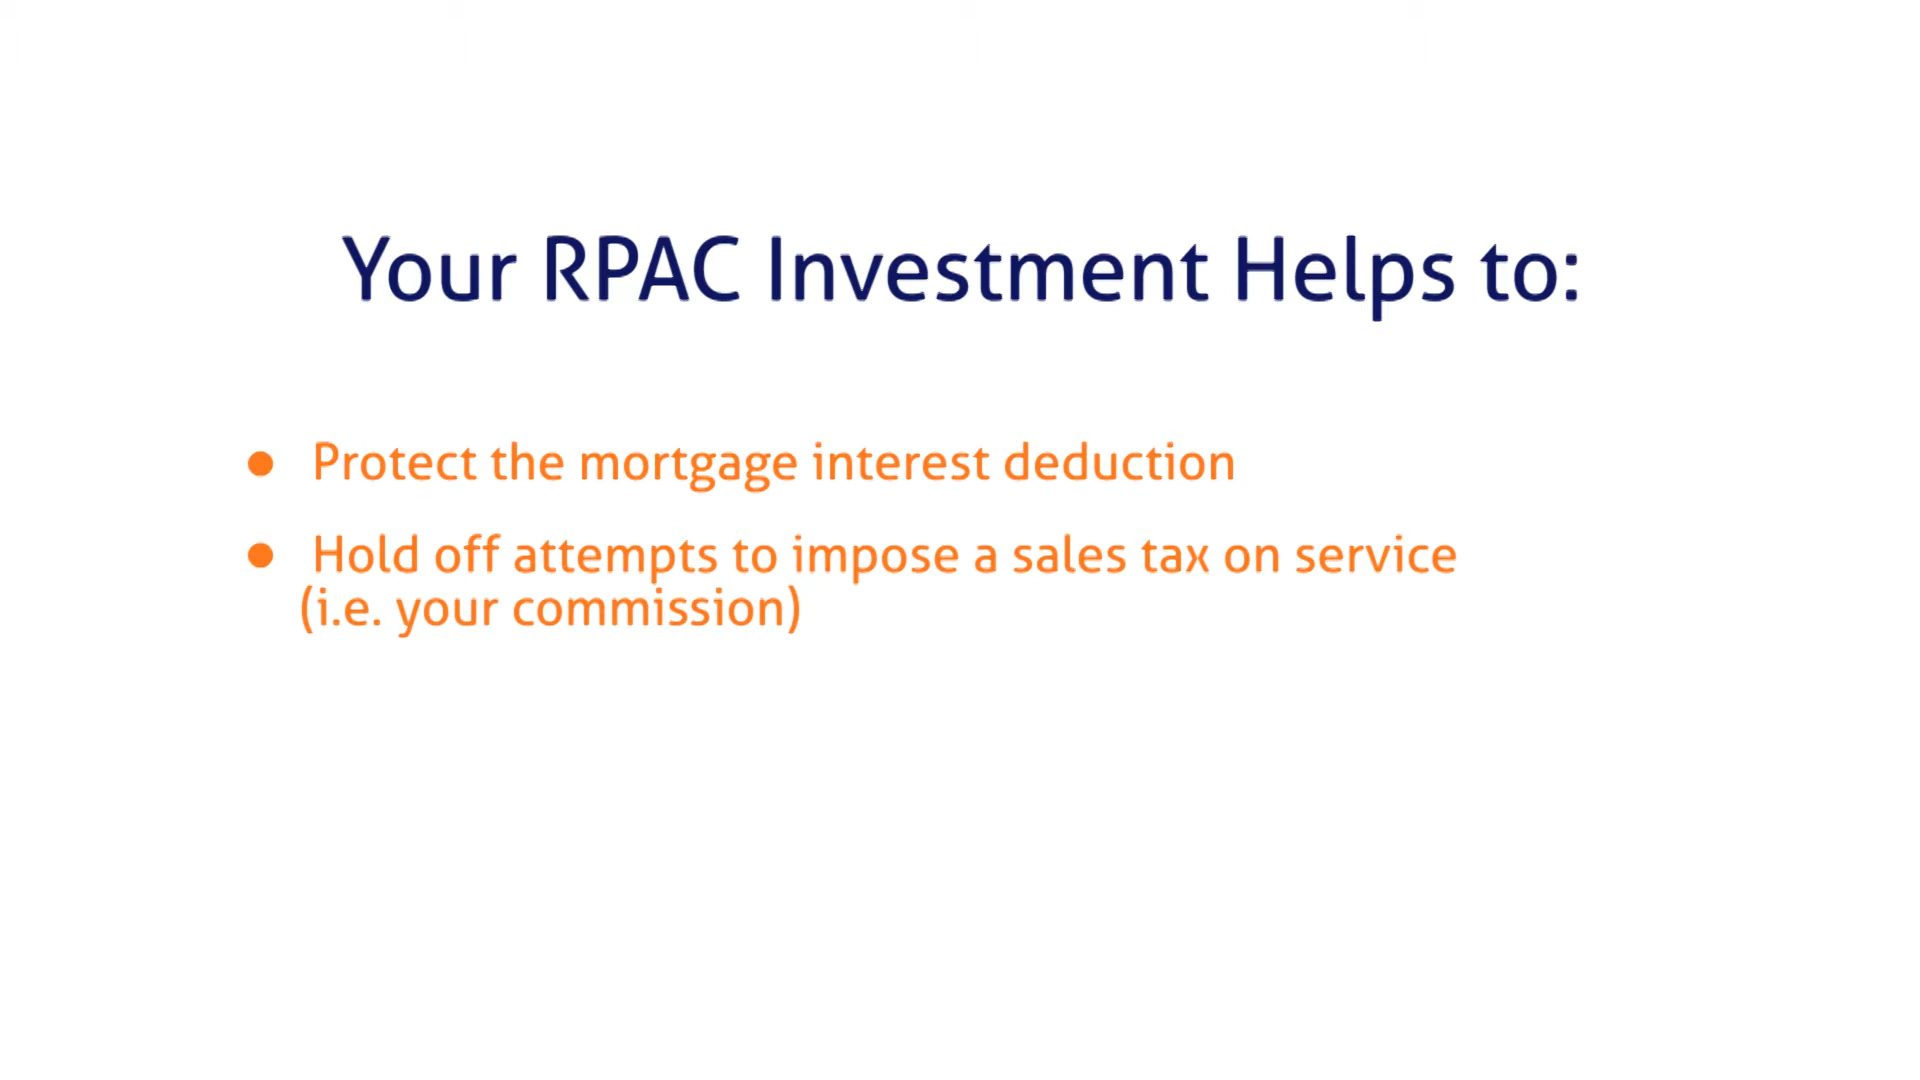 Your RPAC Investment Helps to:
● Protect the mortgage interest deduction
● Hold off attempts to impose a sales tax on service
(i.e. your commission)